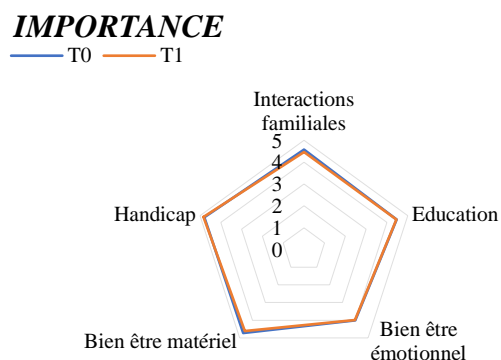 IMPORTANCE
T0 T1
Interactions
familiales
5
4
3
2
1
0
Handicap
Education
Bien être matériel
Bien être
émotionnel